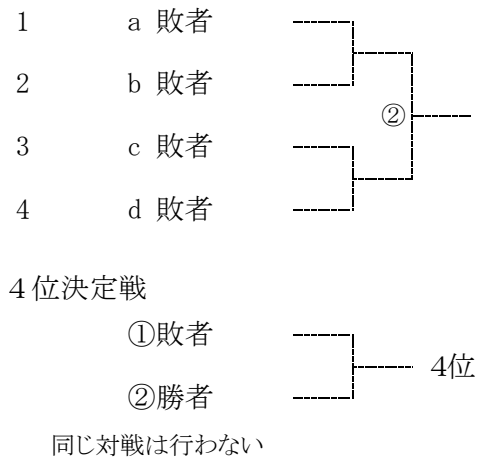 1 a 敗者
2 b 敗者
②
3 c 敗者
4 d 敗者
４位決定戦
①敗者
4位
②勝者
同じ対戦は行わない